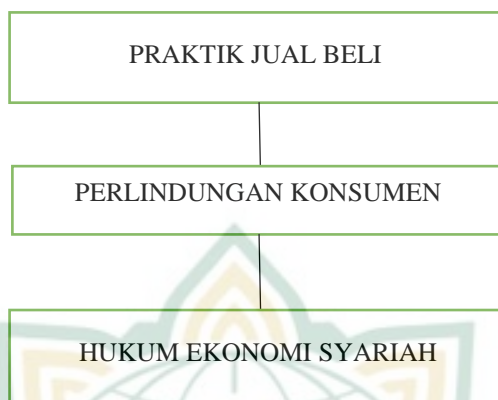 PRAKTIK JUAL BELI
PERLINDUNGAN KONSUMEN
HUKUM EKONOMI SYARIAH